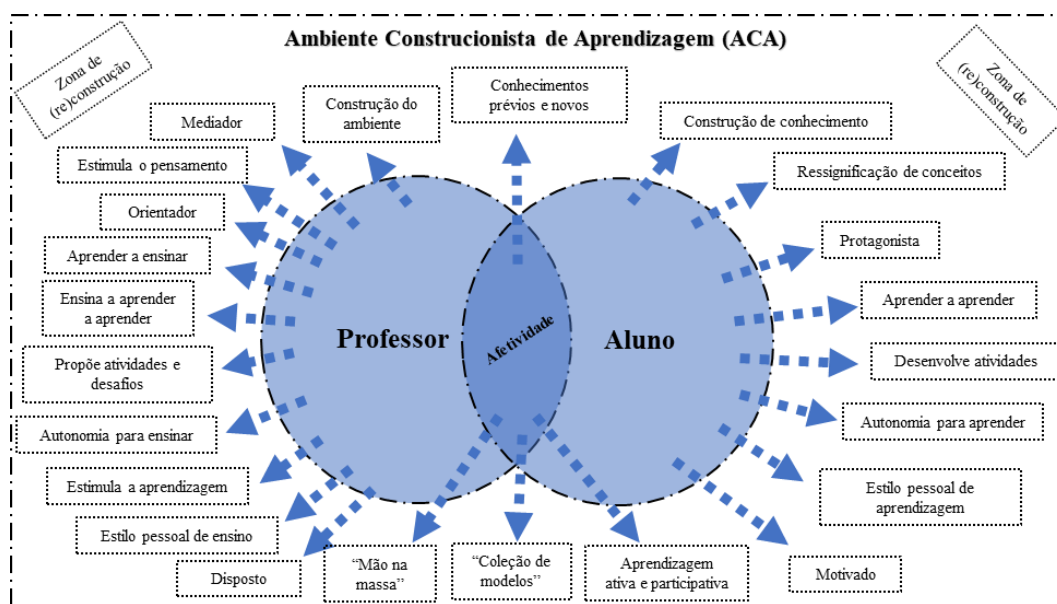 Ambiente Construcionista de Aprendizagem (ACA)
Zona de
(re)construção
Zona de
(re)construção
Mediador
Construção do
ambiente
Conhecimentos
prévios e novos
Construção de conhecimento
Estimula o pensamento
Ressignificação de conceitos
Orientador
Protagonista
Aprender a ensinar
Ensina a aprender
a aprender
Aprender a aprender
Professor
Afetividade
Aluno
Propõe atividades e
desafios
Desenvolve atividades
Autonomia para ensinar
Autonomia para aprender
Estimula a aprendizagem
Estilo pessoal de
aprendizagem
Estilo pessoal de ensino
Disposto
“Mão na
massa”
“Coleção de
modelos”
Aprendizagem
ativa e participativa
Motivado